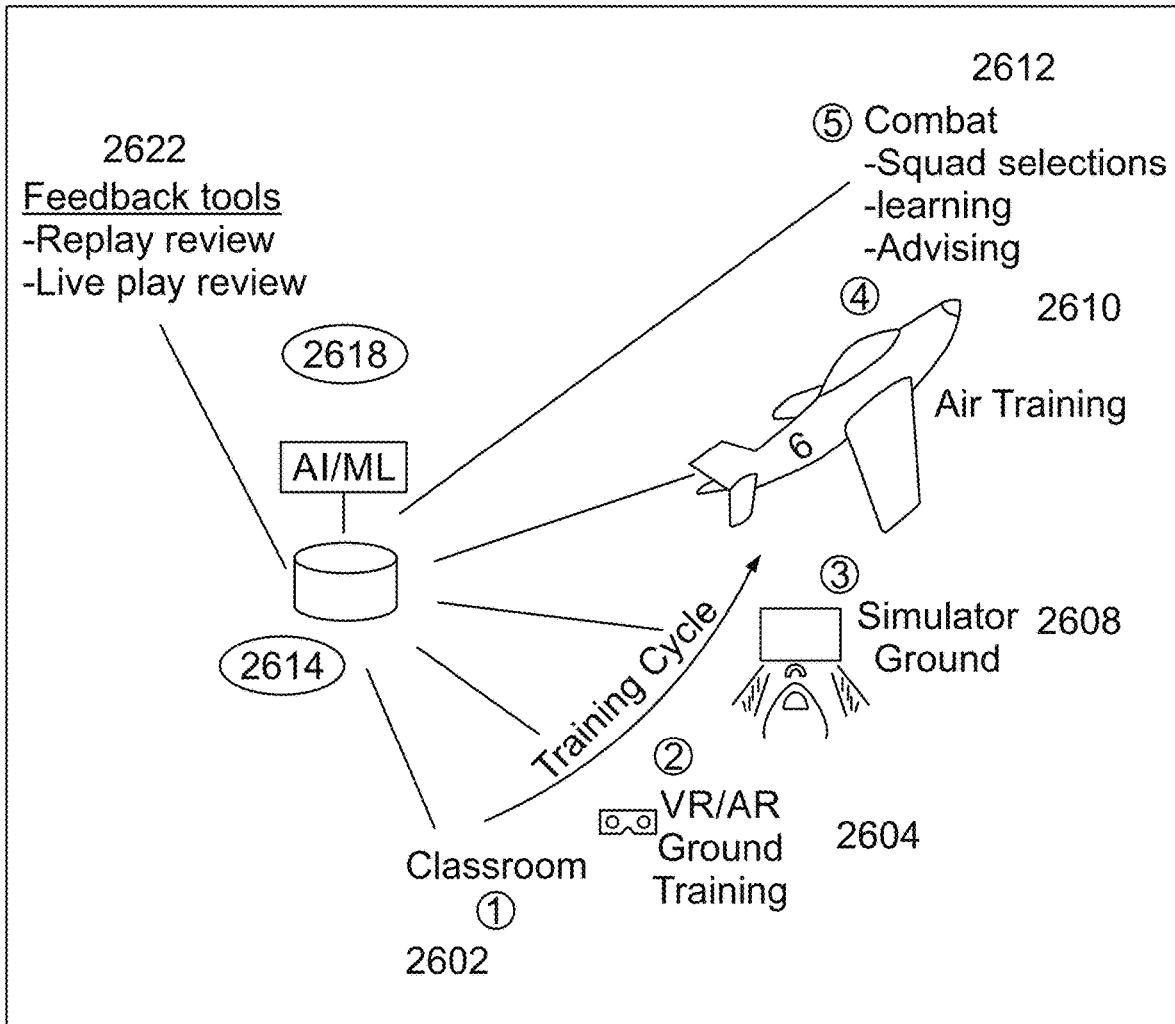 2612
⑤ Combat
-Squad selections
-learning
-Advising
2622
Feedback tools
-Replay review
-Live play review
④
2610
Air Training
6
2618
AI/ML
2614
③
Simulator
Ground
2608
Training Cycle
②
VR/AR
Ground
Training
2604
Classroom
①
2602